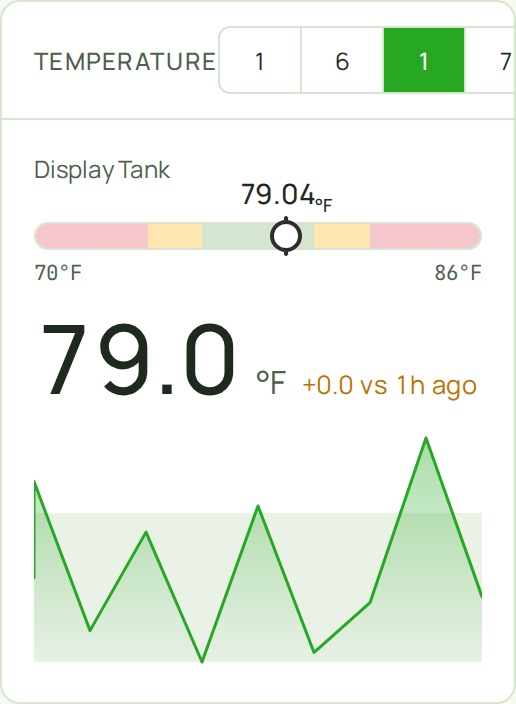 TEMPERATURE 1 6 1 7
Display Tank
79.04°F
70°F 86°F
79.0 °F +0.0 vs 1h ago